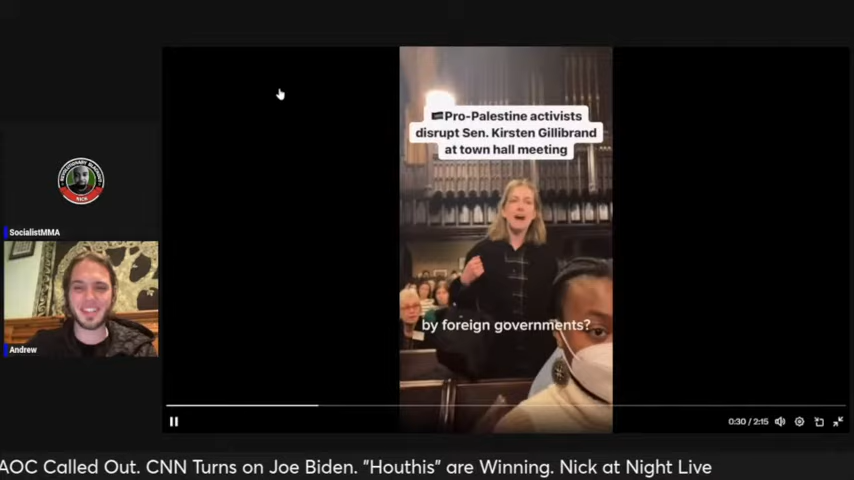 Pro-Palestine activists
disrupt Sen. Kirsten Gillibrand
at town hall meeting
SocialistMMA
by foreign governments?
Andrew
0:30 / 2:15
AOC Called Out. CNN Turns on Joe Biden. "Houthis" are Winning. Nick at Night Live